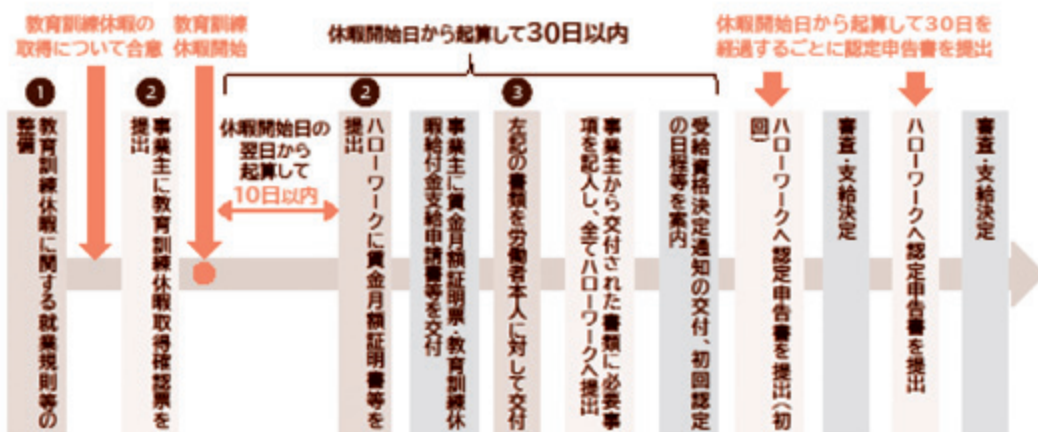 教育訓練休暇の
取得について合意
教育訓練
休暇開始
休暇開始日から起算して30日以内
休暇開始日から起算して30日を
経過するごとに認定申告書を提出
1
教育訓練休暇に関する就業規則等の
整備
2
事業主に教育訓練休暇取得確認票を
提出
休暇開始日の
翌日から
起算して
10日以内
2
ハローワークに賃金月額証明書等を
提出
事業主に賃金月額証明票・教育訓練休
暇給付金支給申請書等を交付
3
左記の書類を労働者本人に対して交付
事業主から交付された書類に必要事
項を記入し、全てハローワークへ提出
受給資格決定通知の交付、初回認定
の日程等を案内
ハローワークへ認定申告書を提出(初
回)
審査・支給決定
ハローワークへ認定申告書を提出
審査・支給決定